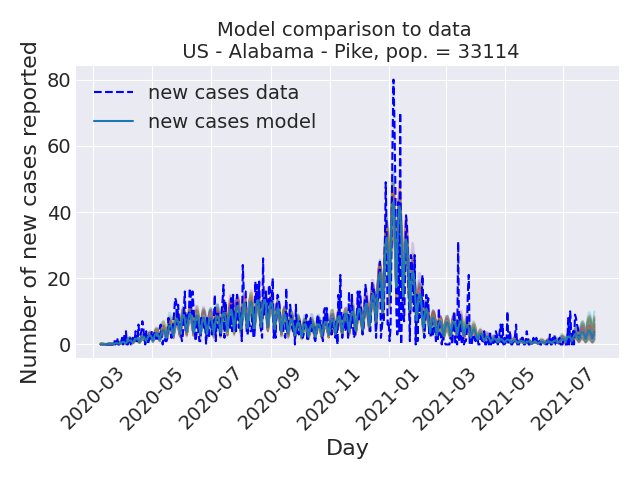 Model comparison to data
US - Alabama - Pike, pop. = 33114
Number of new cases reported
80
60
40
20
0
new cases data
new cases model
2020-03
2020-05
2020-07
2020-09
2020-11
2021-01
2021-03
2021-05
2021-07
Day